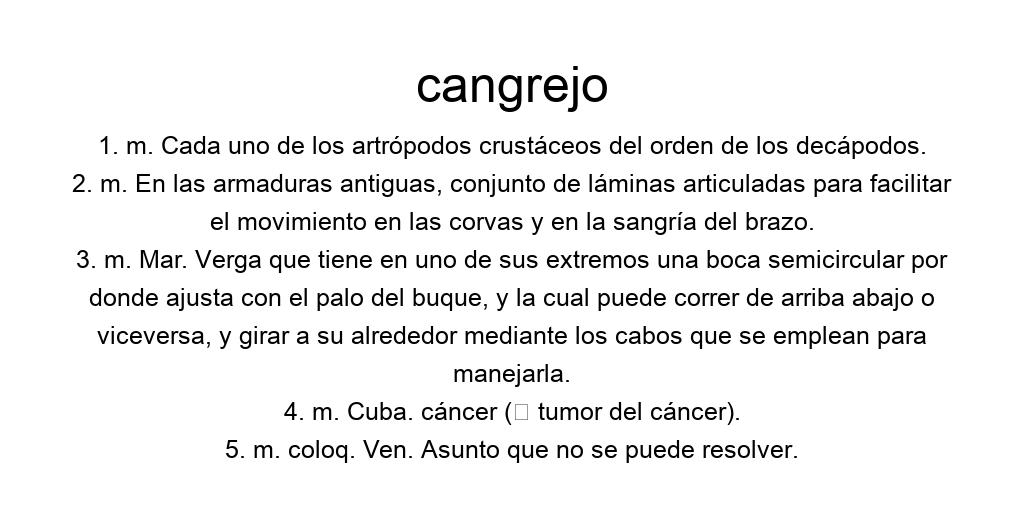 cangrejo
1. m. Cada uno de los artrópodos crustáceos del orden de los decápodos.
2. m. En las armaduras antiguas, conjunto de láminas articuladas para facilitar
el movimiento en las corvas y en la sangría del brazo.
3. m. Mar. Verga que tiene en uno de sus extremos una boca semicircular por
donde ajusta con el palo del buque, y la cual puede correr de arriba abajo o
viceversa, y girar a su alrededor mediante los cabos que se emplean para
manejarla.
4. m. Cuba. cáncer (□ tumor del cáncer).
5. m. coloq. Ven. Asunto que no se puede resolver.